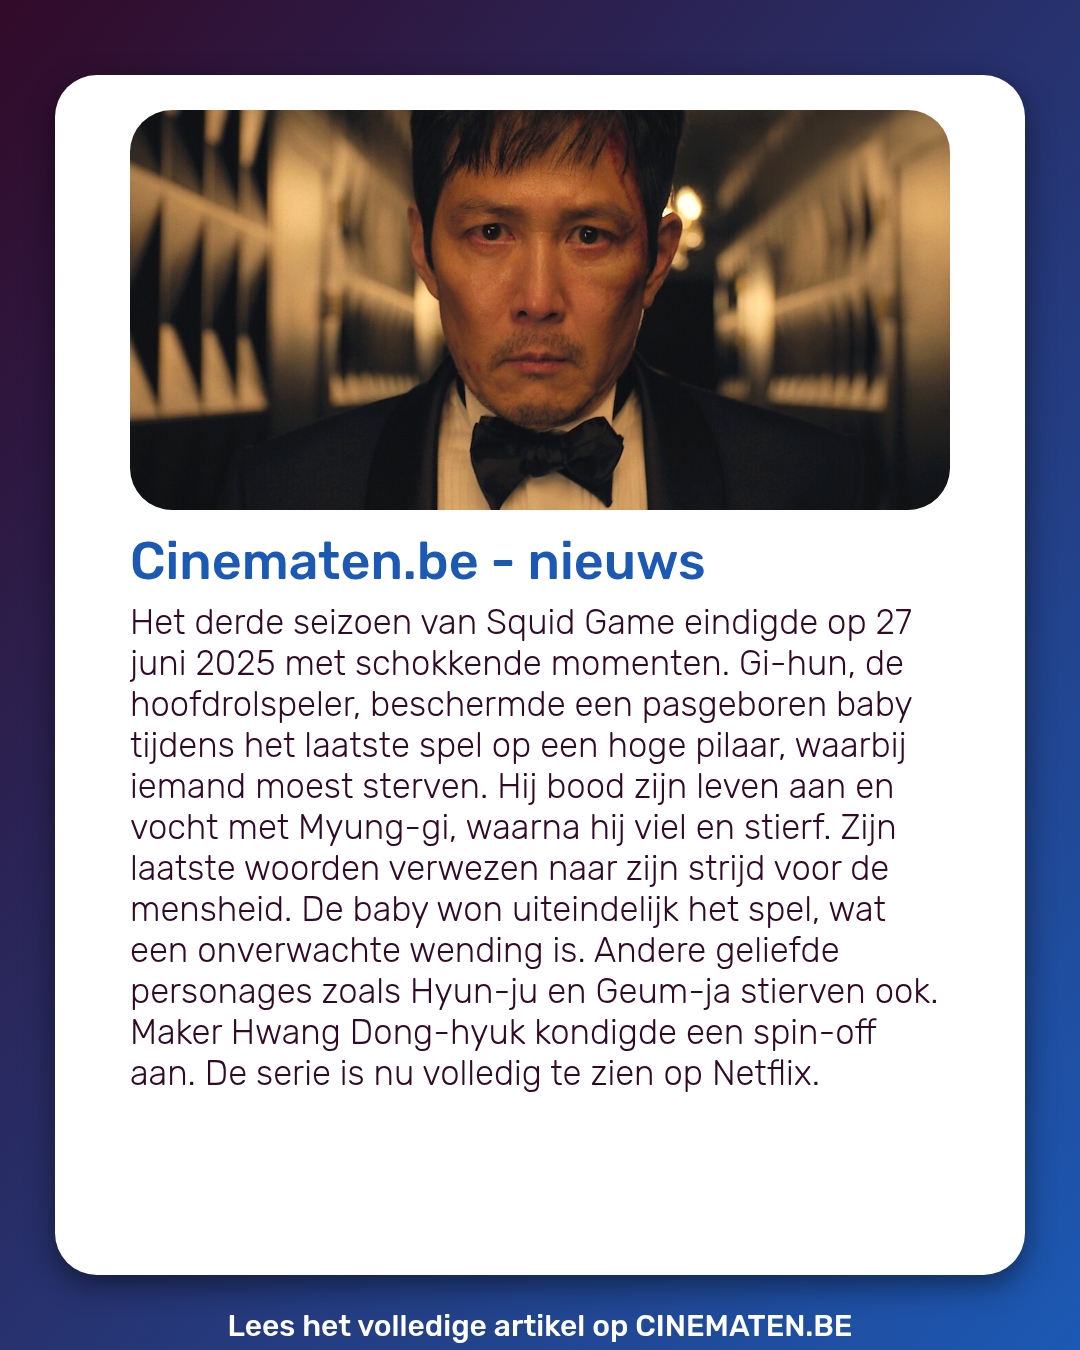 Cinematen.be - nieuws
Het derde seizoen van Squid Game eindigde op 27
juni 2025 met schokkende momenten. Gi-hun, de
hoofdrolspeler, beschermde een pasgeboren baby
tijdens het laatste spel op een hoge pilaar, waarbij
iemand moest sterven. Hij bood zijn leven aan en
vocht met Myung-gi, waarna hij viel en stierf. Zijn
laatste woorden verwezen naar zijn strijd voor de
mensheid. De baby won uiteindelijk het spel, wat
een onverwachte wending is. Andere geliefde
personages zoals Hyun-ju en Geum-ja stierven ook.
Maker Hwang Dong-hyuk kondigde een spin-off
aan. De serie is nu volledig te zien op Netflix.
Lees het volledige artikel op CINEMATEN.BE